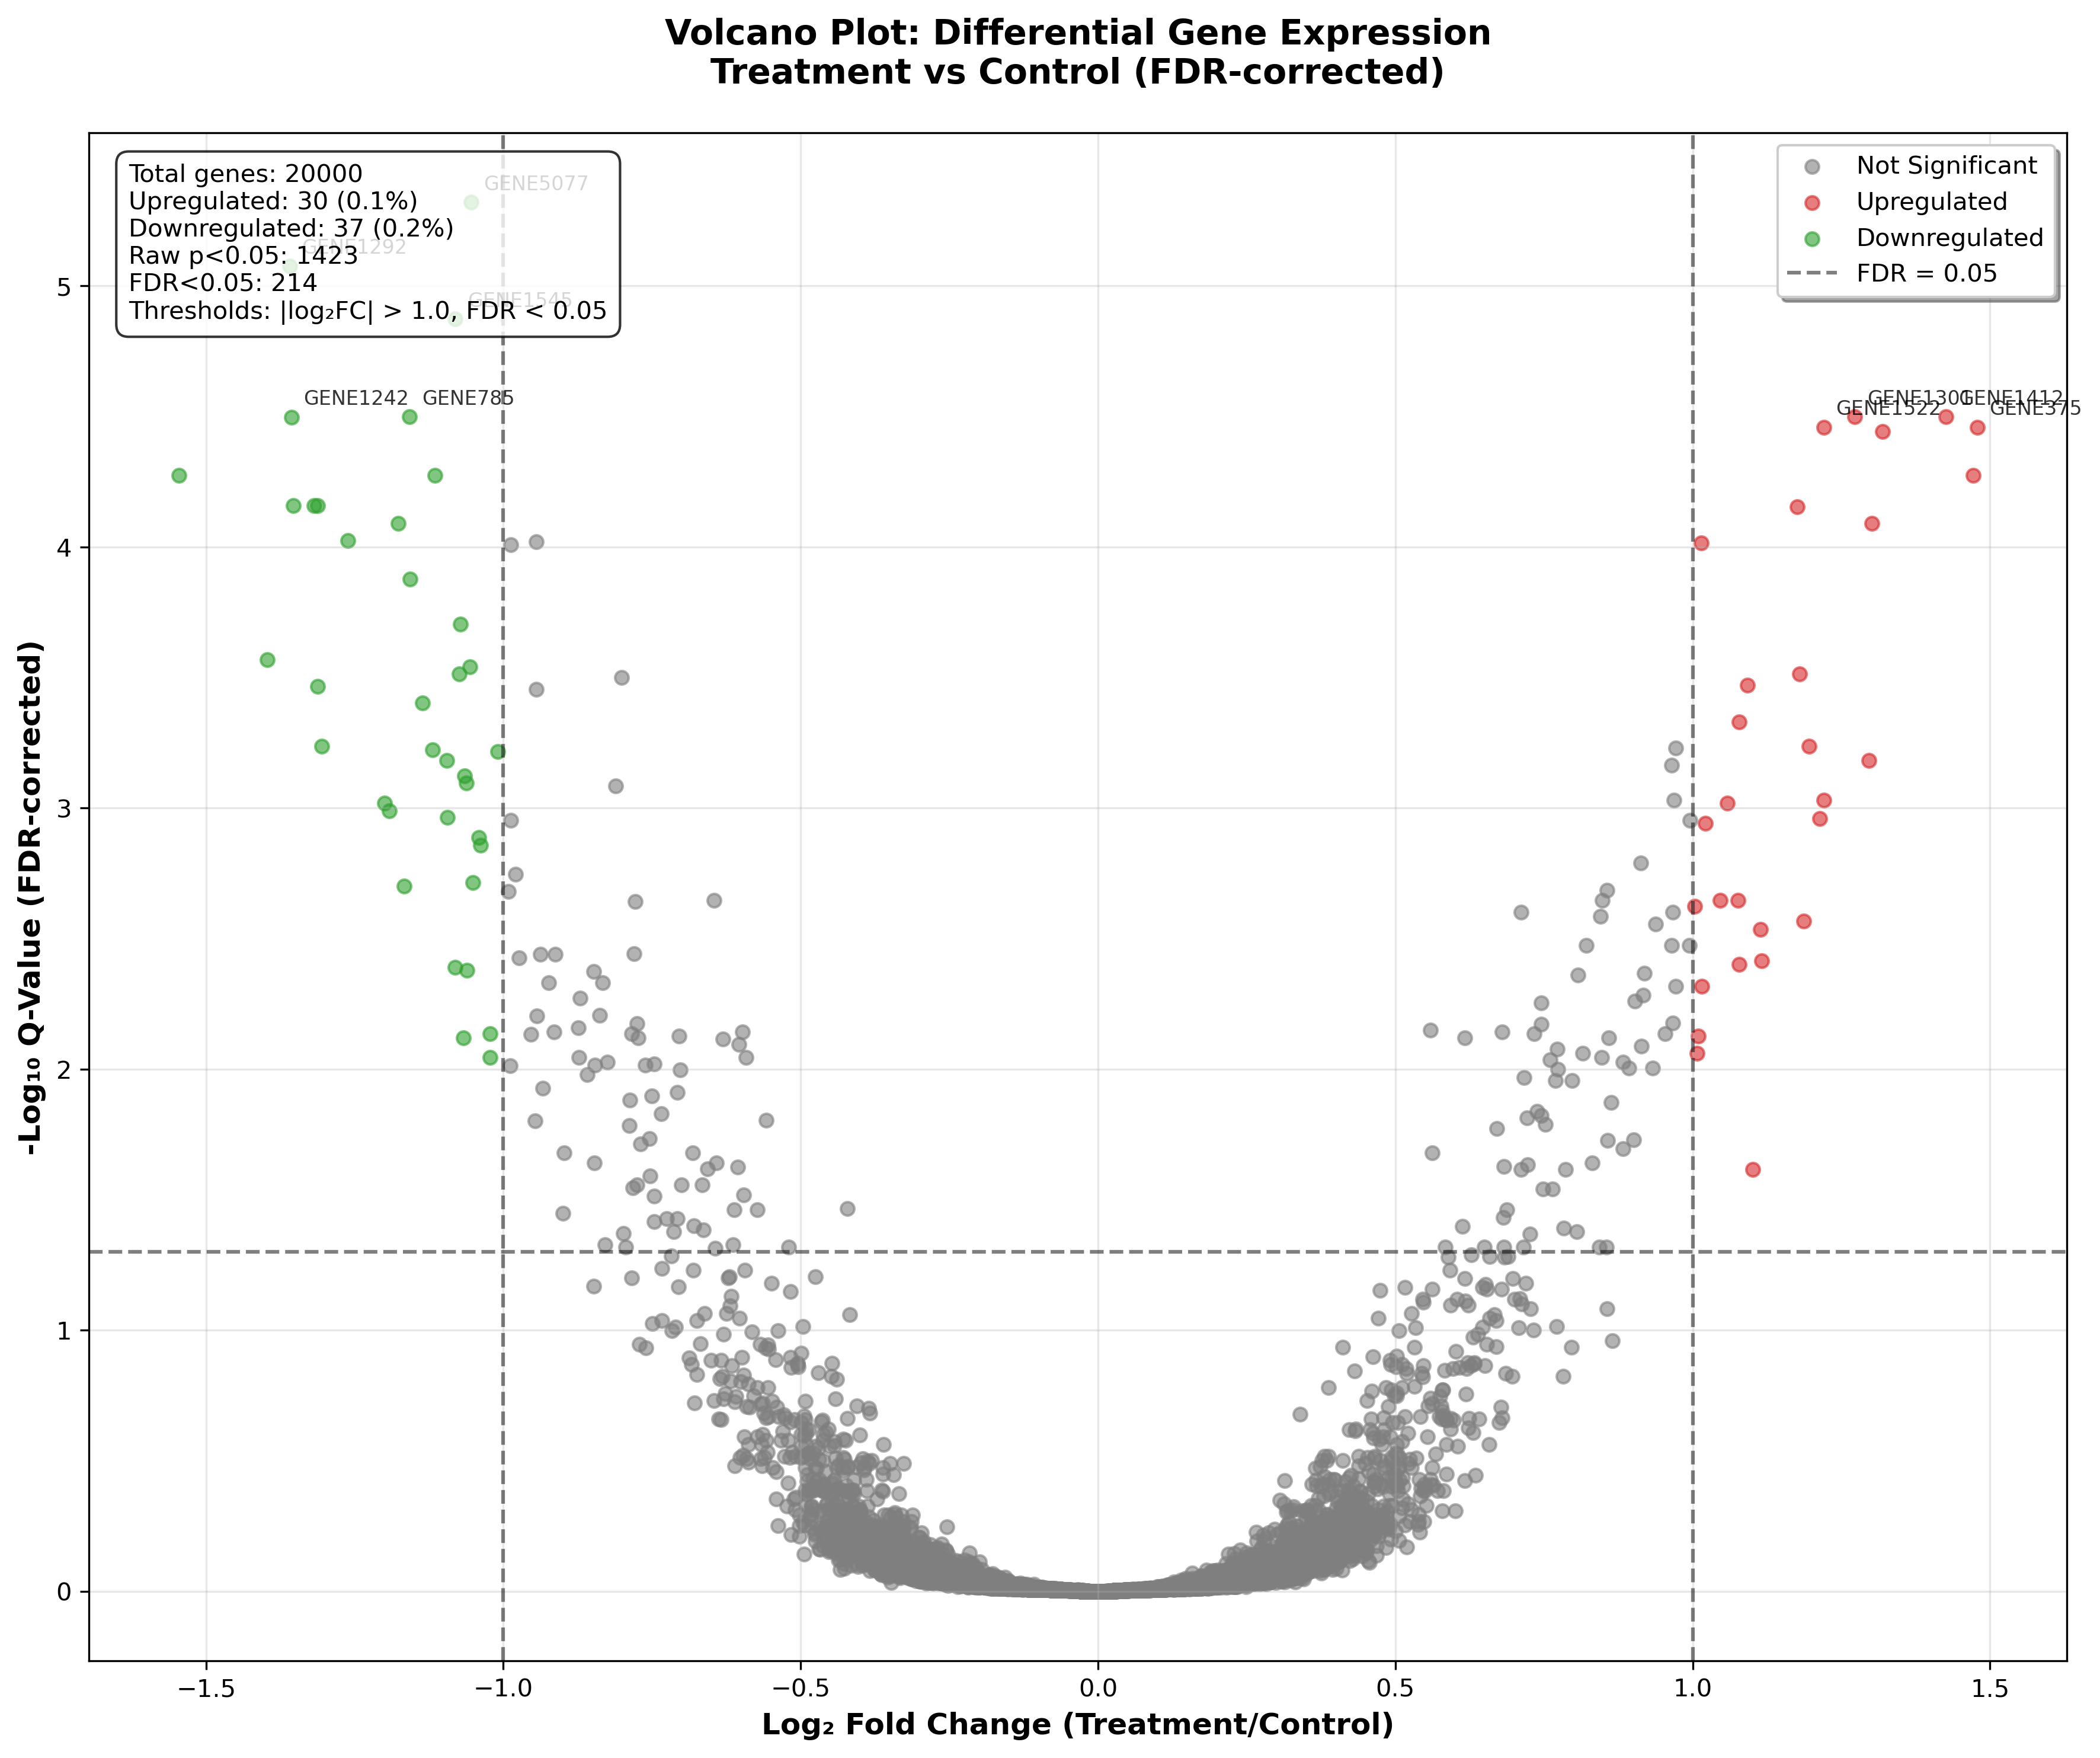 Volcano Plot: Differential Gene Expression
Treatment vs Control (FDR-corrected)
Total genes: 20000
Upregulated: 30 (0.1%)
Downregulated: 37 (0.2%)
Raw p<0.05: 1423
FDR<0.05: 214
Thresholds: |log₂FC| > 1.0, FDR < 0.05
GENE5077
GENE1292
GENE1545
Not Significant
Upregulated
Downregulated
FDR = 0.05
GENE1242
GENE785
GENE1301
GENE1412
GENE1522
GENE375
5
4
3
2
1
0
-Log₁₀ Q-Value (FDR-corrected)
−1.5
−1.0
−0.5
0.0
0.5
1.0
1.5
Log₂ Fold Change (Treatment/Control)